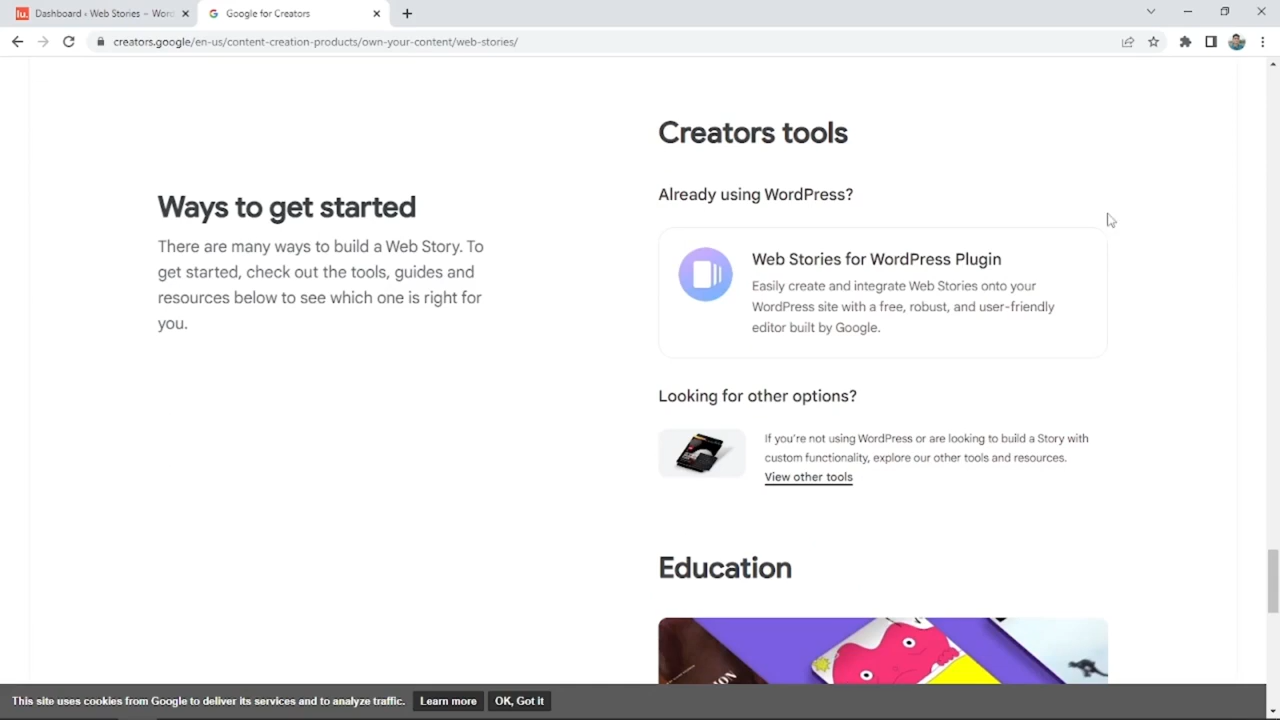 lu.
Dashboard ‹ Web Stories – Wor
Google for Creators
creators.google/en-us/content-creation-products/own-your-content/web-stories/
Ways to get started
There are many ways to build a Web Story. To
get started, check out the tools, guides and
resources below to see which one is right for
you.
Creators tools
Already using WordPress?
Web Stories for WordPress Plugin
Easily create and integrate Web Stories onto your
WordPress site with a free, robust, and user-friendly
editor built by Google.
Looking for other options?
If you're not using WordPress or are looking to build a Story with
custom functionality, explore our other tools and resources.
View other tools
Education
This site uses cookies from Google to deliver its services and to analyze traffic.
Learn more
OK, Got it